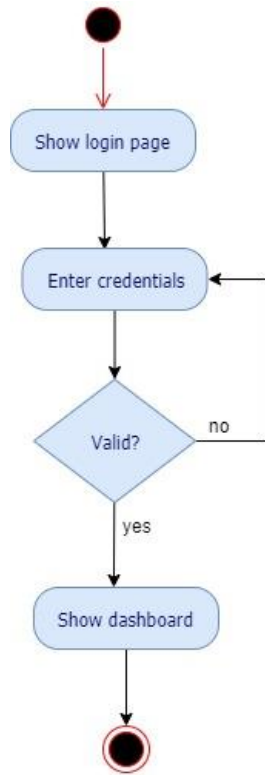 Show login page
Enter credentials
Valid?
no
yes
Show dashboard